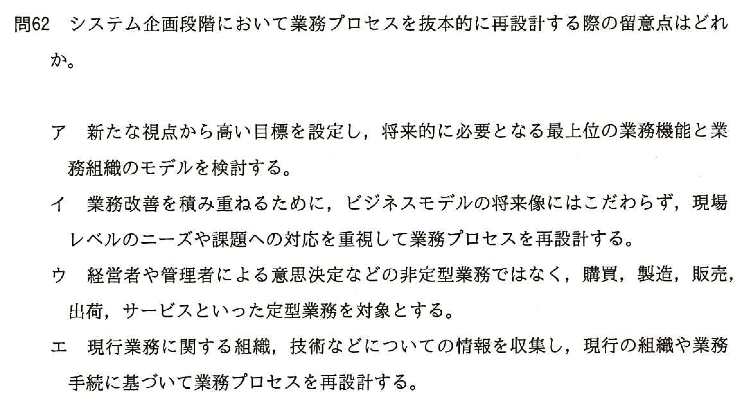 問62 システム企画段階において業務プロセスを抜本的に再設計する際の留意点はどれ
か。
ア 新たな視点から高い目標を設定し，将来的に必要となる最上位の業務機能と業
務組織のモデルを検討する。
イ 業務改善を積み重ねるために，ビジネスモデルの将来像にはこだわらず，現場
レベルのニーズや課題への対応を重視して業務プロセスを再設計する。
ウ 経営者や管理者による意思決定などの非定型業務ではなく，購買，製造，販売，
出荷，サービスといった定型業務を対象とする。
エ 現行業務に関する組織，技術などについての情報を収集し，現行の組織や業務
手続に基づいて業務プロセスを再設計する。